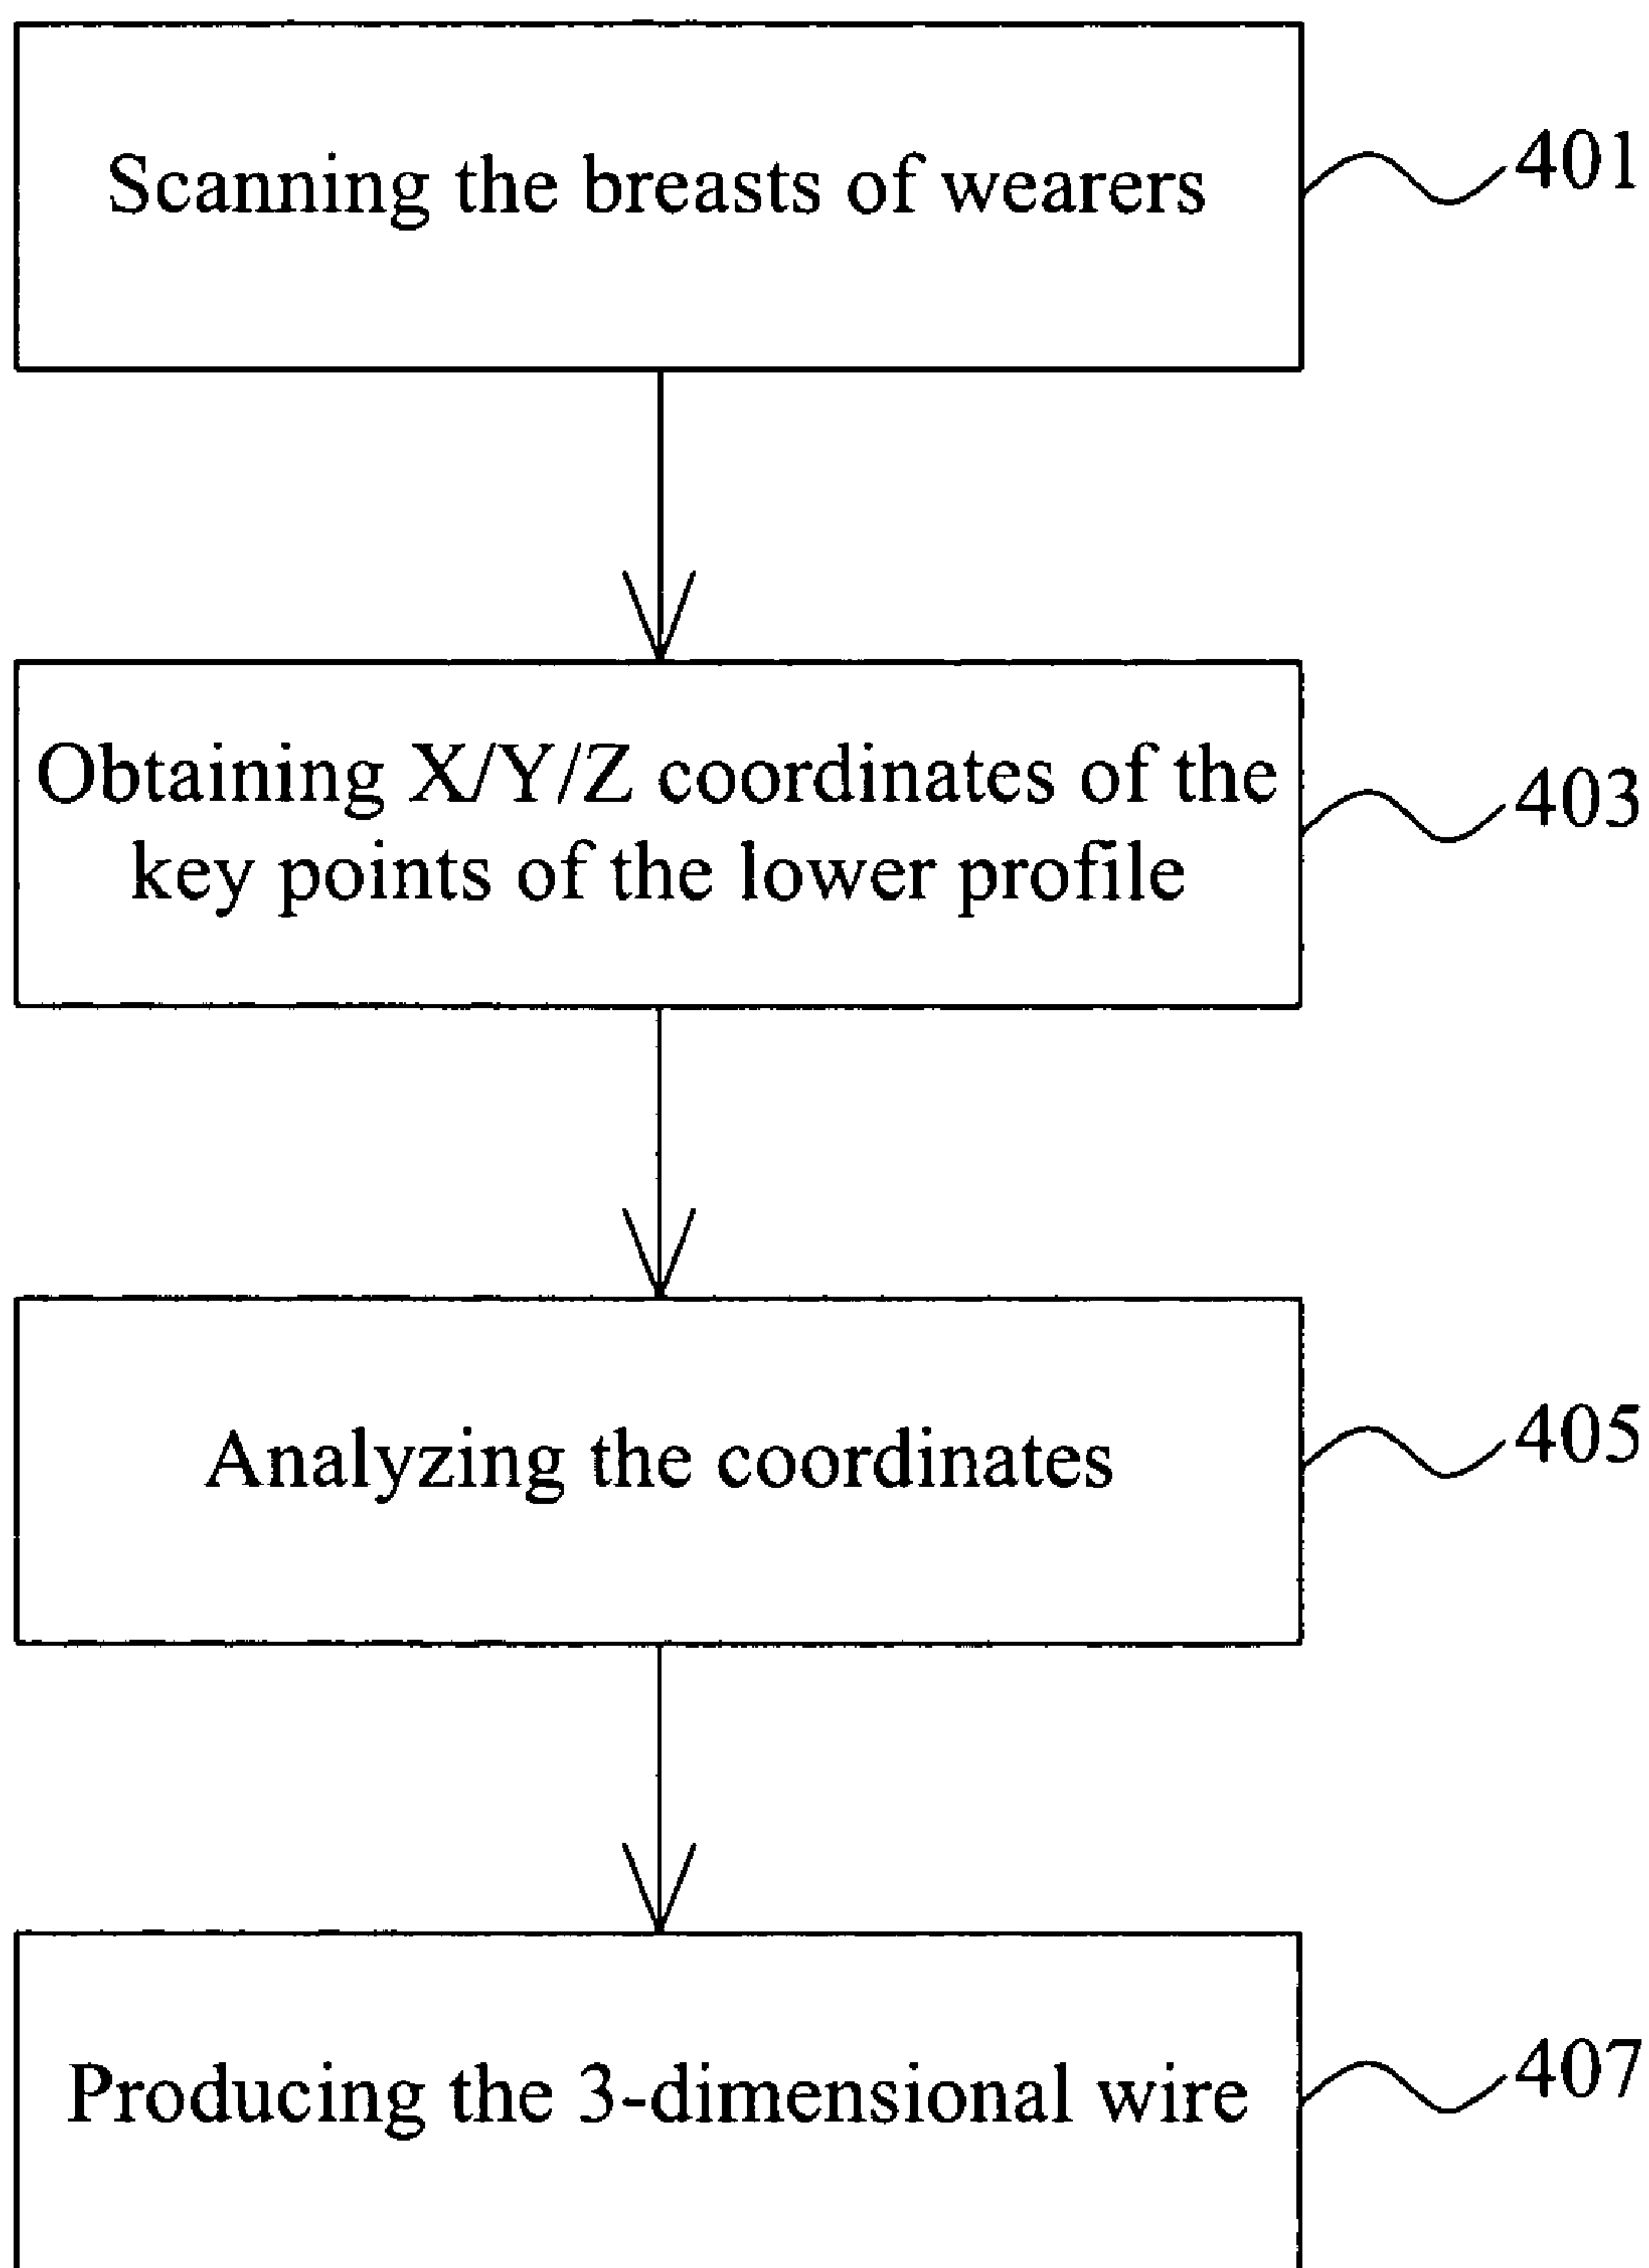 Scanning the breasts of wearers
401
Obtaining X/Y/Z coordinates of the
key points of the lower profile
403
Analyzing the coordinates
405
Producing the 3-dimensional wire
407